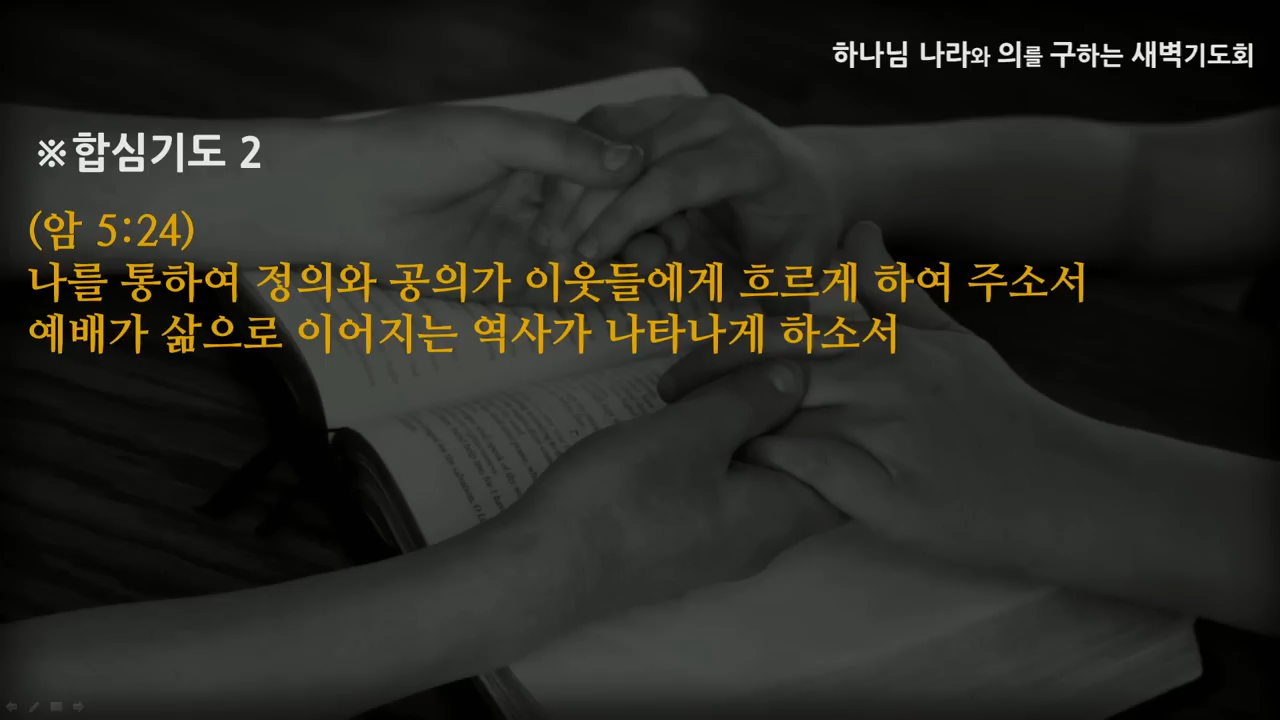 하나님 나라와 의를 구하는 새벽기도회
※합심기도 2
(암 5:24)
나를 통하여 정의와 공의가 이웃들에게 흐르게 하여 주소서
예배가 삶으로 이어지는 역사가 나타나게 하소서